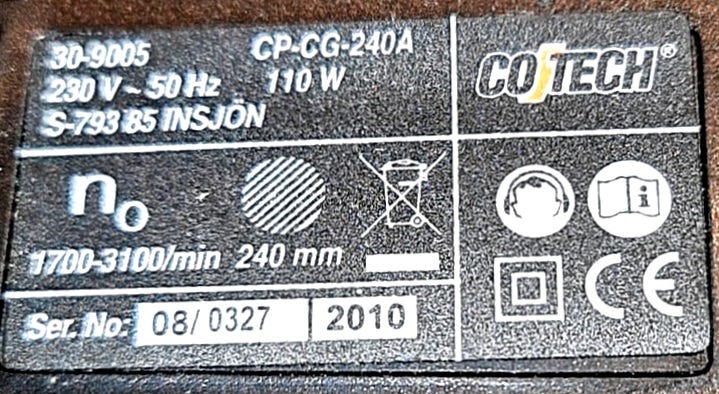 30-9005 CP-CG-240A
230 V ~ 50 Hz 110 W
S-793 85 INSJÖN
COTECH®
n₀
1700-3100/min 240 mm
i
CE
Ser. No: 08/0327 2010